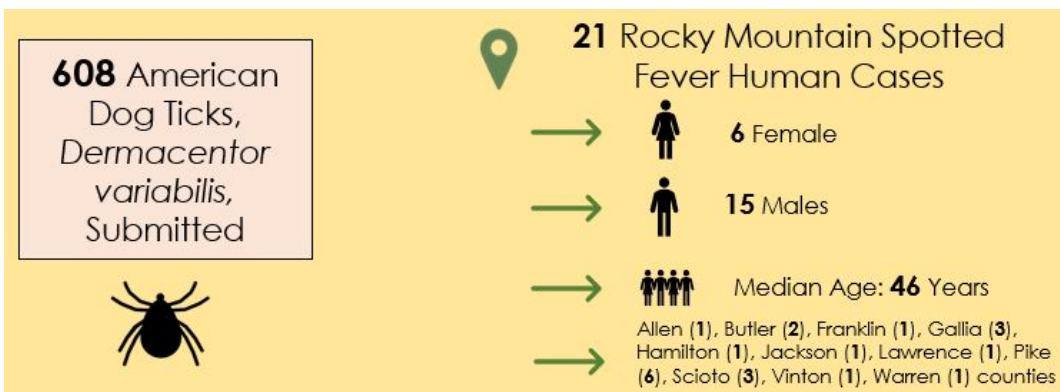 608 American
Dog Ticks,
Dermacentor
variabilis,
Submitted
21 Rocky Mountain Spotted
Fever Human Cases
6 Female
15 Males
Median Age: 46 Years
Allen (1), Butler (2), Franklin (1), Gallia (3),
Hamilton (1), Jackson (1), Lawrence (1), Pike
(6), Scioto (3), Vinton (1), Warren (1) counties